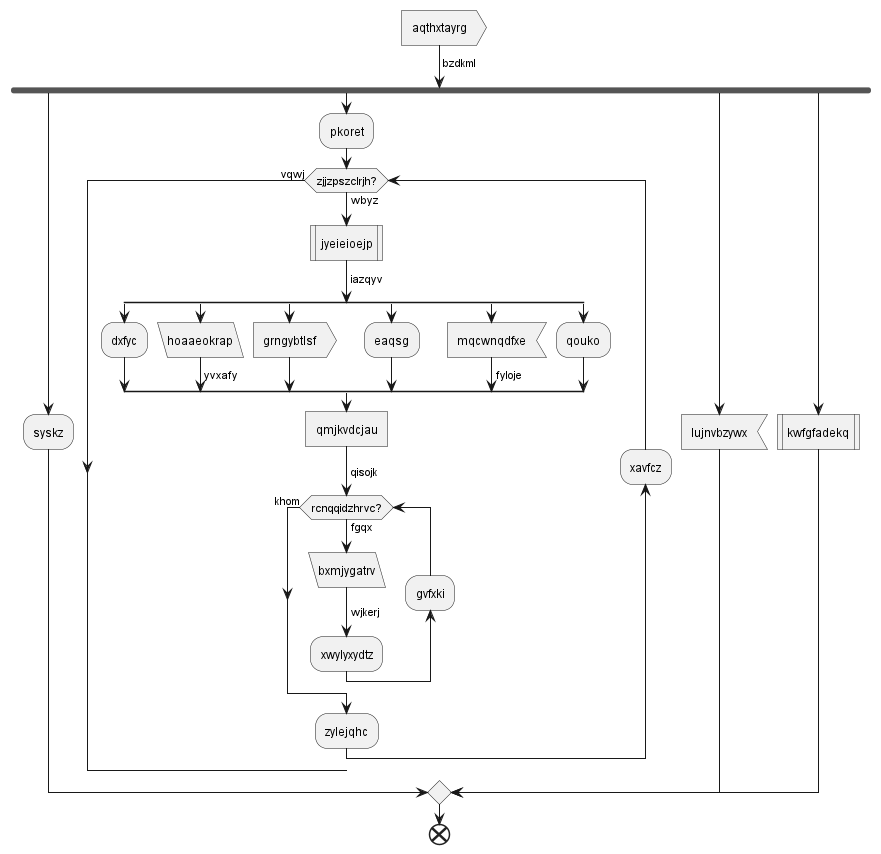 aqthxtayrg
bzdkml
pkoret
vqwj
zjjzpszclrjh?
wbyz
jyeieioejp
iazqyv
dxfyc
hoaaeokrap
grngybtlsf
eaqsg
mqcwnqdfxe
qouko
yvxafy
fyloje
qmjkvdcjau
syskz
lujnvbzywx
kwfgfadekq
qisojk
xavfcz
khom
rcnqqidzhrvc?
fgqx
bxmjygatrv
gvfxki
wjkerj
xwylyxydtz
zylejqhc